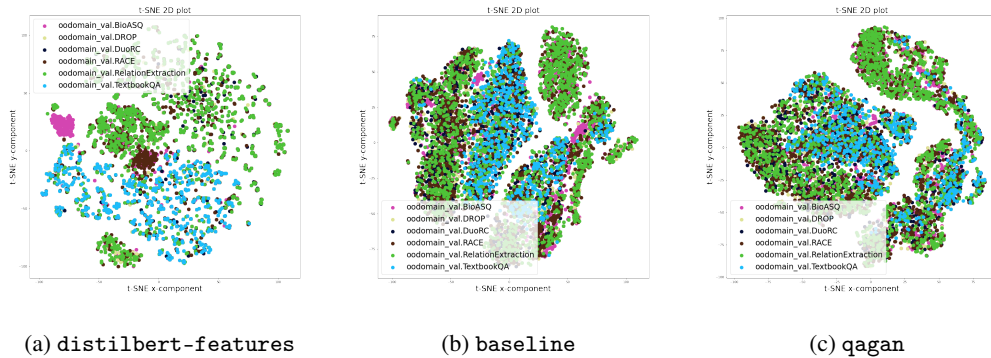 t-SNE 2D plot
oodomain_val.BioASQ
oodomain_val.DROP
oodomain_val.DuoRC
oodomain_val.RACE
oodomain_val.RelationExtraction
oodomain_val.TextbookQA
t-SNE y-component
t-SNE x-component
(a) distilbert-features
t-SNE 2D plot
oodomain_val.BioASQ
oodomain_val.DROP
oodomain_val.DuoRC
oodomain_val.RACE
oodomain_val.RelationExtraction
oodomain_val.TextbookQA
t-SNE y-component
t-SNE x-component
(b) baseline
t-SNE 2D plot
oodomain_val.BioASQ
oodomain_val.DROP
oodomain_val.DuoRC
oodomain_val.RACE
oodomain_val.RelationExtraction
oodomain_val.TextbookQA
t-SNE y-component
t-SNE x-component
(c) qagan